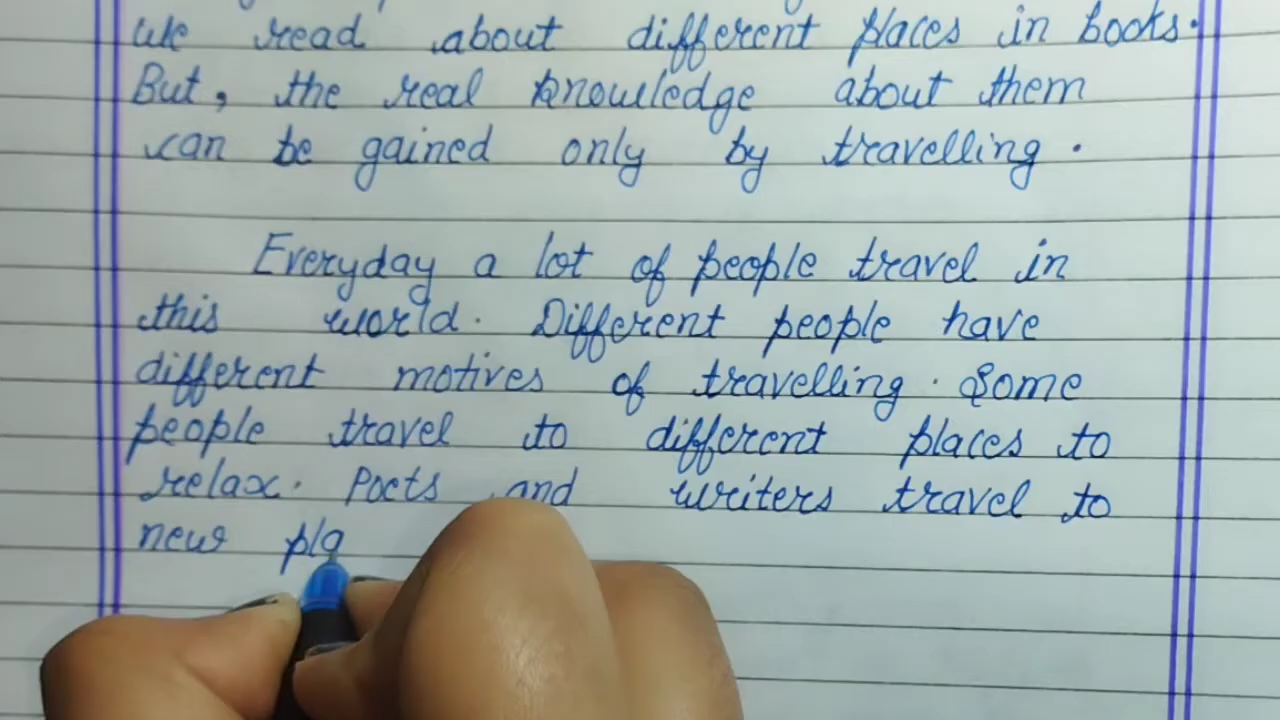 we read about different places in books.
But, the real knowledge about them
can be gained only by travelling.
Everyday a lot of people travel in
this world. Different people have
different motives of travelling. Some
people travel to different places to
relax. Poets and writers travel to
new pla